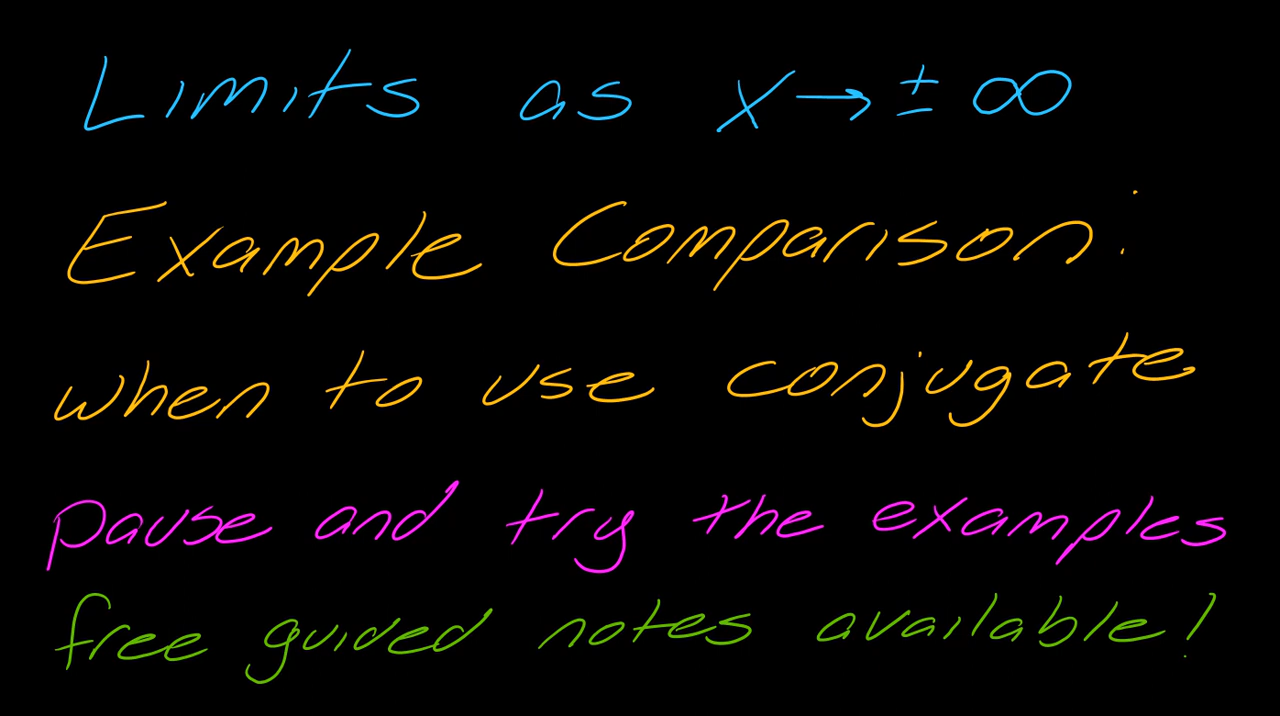 Limits as x→±∞
Example Comparison:
when to use conjugate
pause and try the examples
free guided notes available!